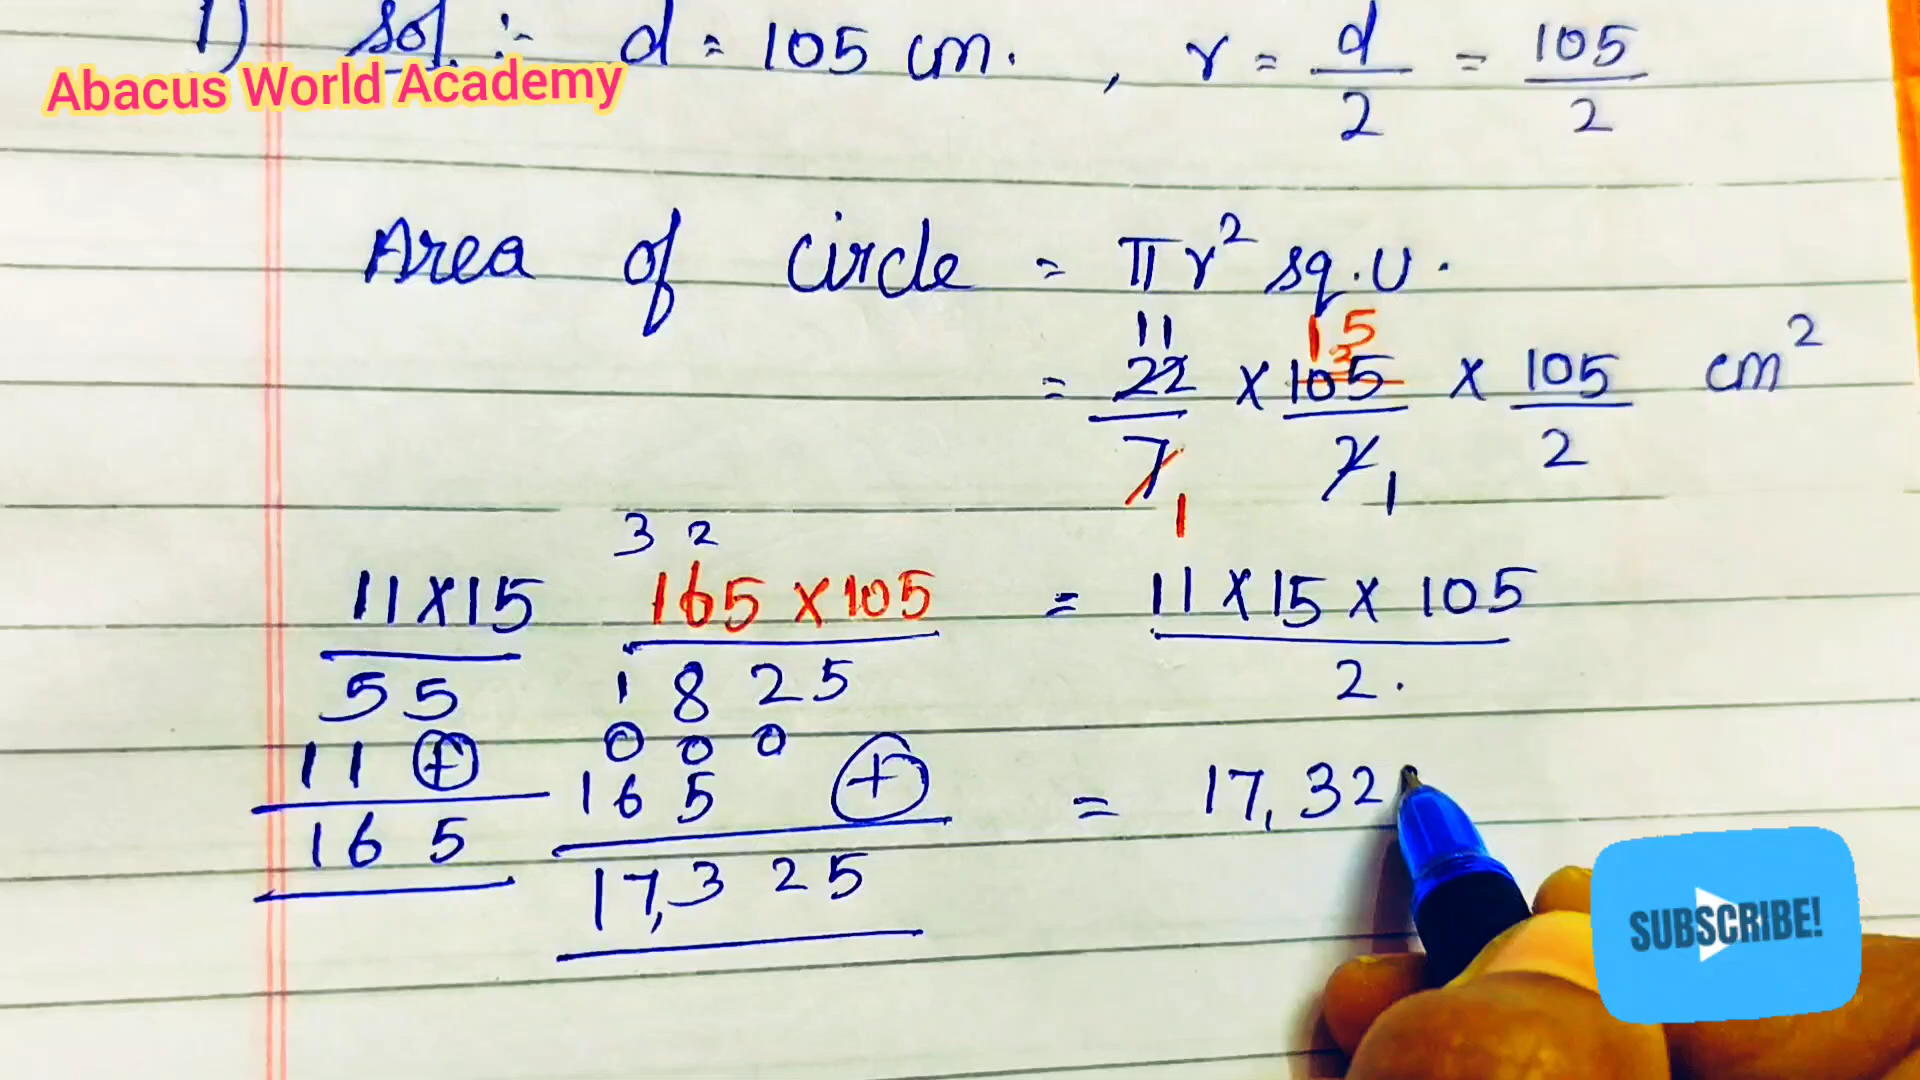 1) Sol :- d = 105 cm. , r = d/2 = 105/2
Abacus World Academy
Area of circle = πr² sq.u.
11 15
= 22/7 × 105/2 × 105/2 cm²
1 1
3 2
11×15 165×105 = 11×15×105/2.
55 1825
11 + 000
165 + = 17,32
165 17,325
SUBSCRIBE!